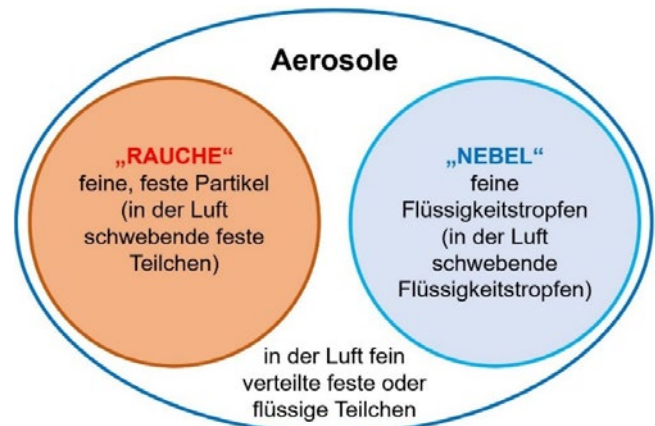 Aerosole
„RAUCHE“
feine, feste Partikel
(in der Luft
schwebende feste
Teilchen)
„NEBEL“
feine
Flüssigkeitstropfen
(in der Luft
schwebende
Flüssigkeitstropfen)
in der Luft fein
verteilte feste oder
flüssige Teilchen